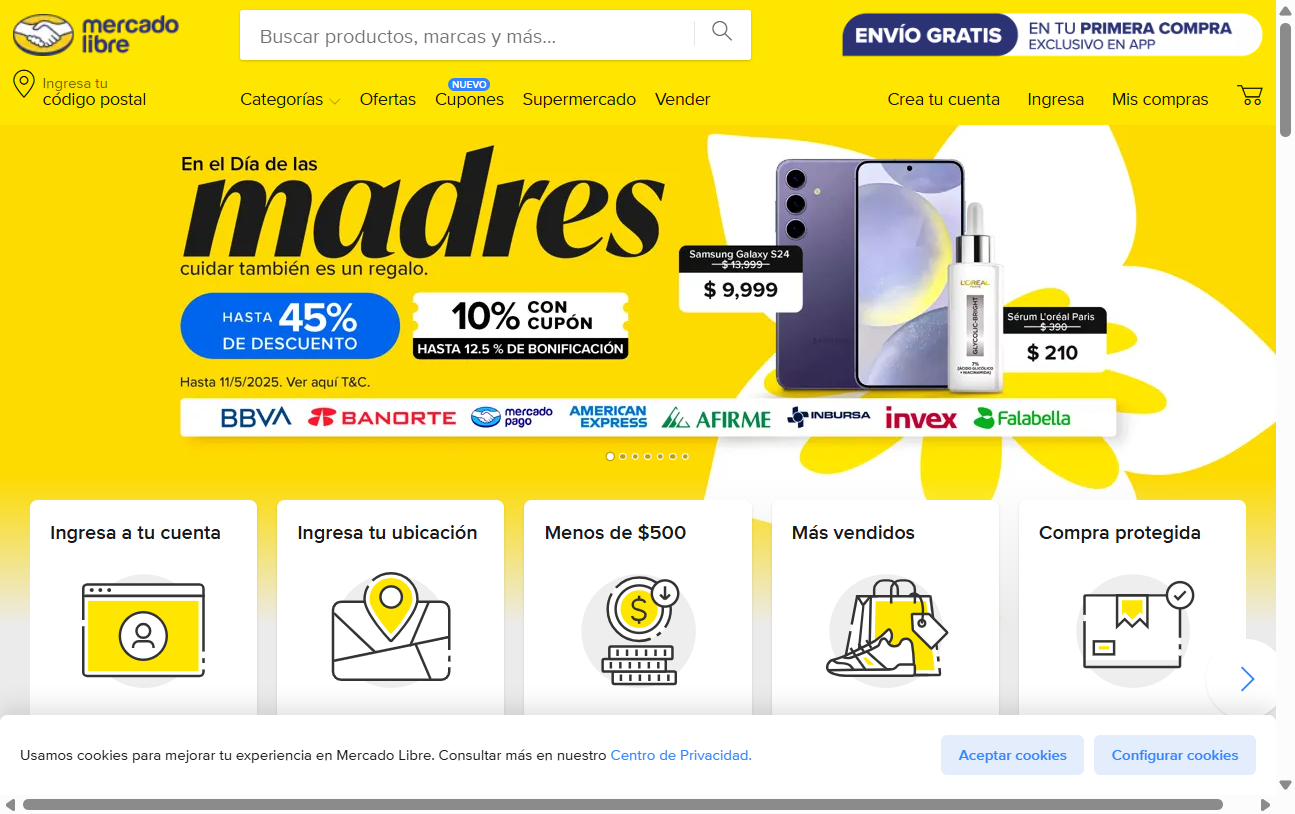 mercado
libre
Buscar productos, marcas y más...
ENVÍO GRATIS
EN TU PRIMERA COMPRA
EXCLUSIVO EN APP
Ingresa tu
código postal
Categorías
Ofertas
NUEVO
Cupones
Supermercado
Vender
Crea tu cuenta
Ingresa
Mis compras
En el Día de las
madres
cuidar también es un regalo.
HASTA 45%
DE DESCUENTO
10% CON
CUPÓN
HASTA 12.5 % DE BONIFICACIÓN
Hasta 11/5/2025. Ver aquí T&C.
Samsung Galaxy S24
$ 13,999
$ 9,999
L'ORÉAL
PARIS
GLYCOLIC-BRIGHT
7%
[ÁCIDO GLICÓLICO
+ NIACINAMIDA]
Sérum L'oréal Paris
$ 390
$ 210
BBVA
BANORTE
mercado
pago
AMERICAN
EXPRESS
AFIRME
INBURSA
invex
Falabella
Ingresa a tu cuenta
Ingresa tu ubicación
Menos de $500
Más vendidos
Compra protegida
Usamos cookies para mejorar tu experiencia en Mercado Libre. Consultar más en nuestro Centro de Privacidad.
Aceptar cookies
Configurar cookies